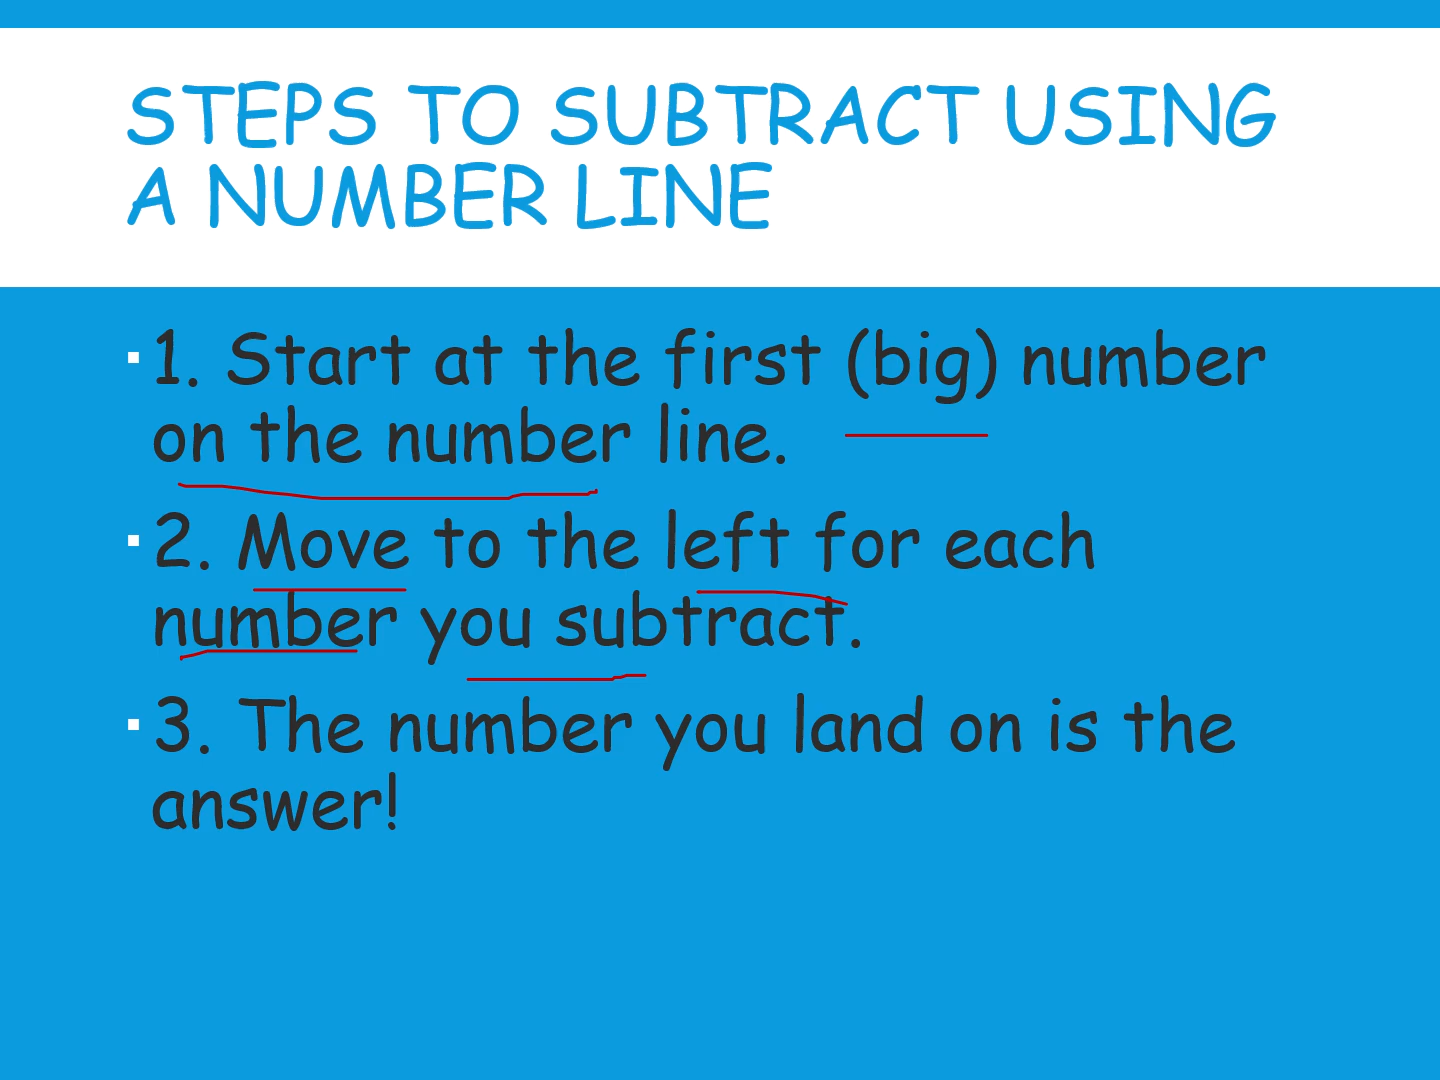 STEPS TO SUBTRACT USING
A NUMBER LINE
▪ 1. Start at the first (big) number
on the number line.
▪ 2. Move to the left for each
number you subtract.
▪ 3. The number you land on is the
answer!